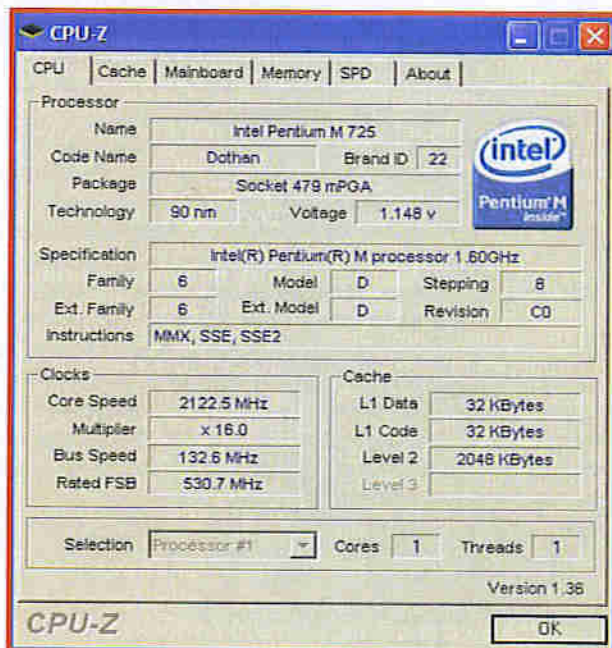 CPU-Z
CPU Cache Mainboard Memory SPD About
Processor
Name Intel Pentium M 725
Code Name Dothan Brand ID 22
Package Socket 479 mPGA
Technology 90 nm Voltage 1.148 v
intel
Pentium M
inside™
Specification Intel(R) Pentium(R) M processor 1.60GHz
Family 6 Model D Stepping 8
Ext. Family 6 Ext. Model D Revision C0
Instructions MMX, SSE, SSE2
Clocks
Core Speed 2122.5 MHz
Multiplier x 16.0
Bus Speed 132.6 MHz
Rated FSB 530.7 MHz
Cache
L1 Data 32 KBytes
L1 Code 32 KBytes
Level 2 2048 KBytes
Level 3
Selection Processor #1 Cores 1 Threads 1
Version 1.36
CPU-Z OK